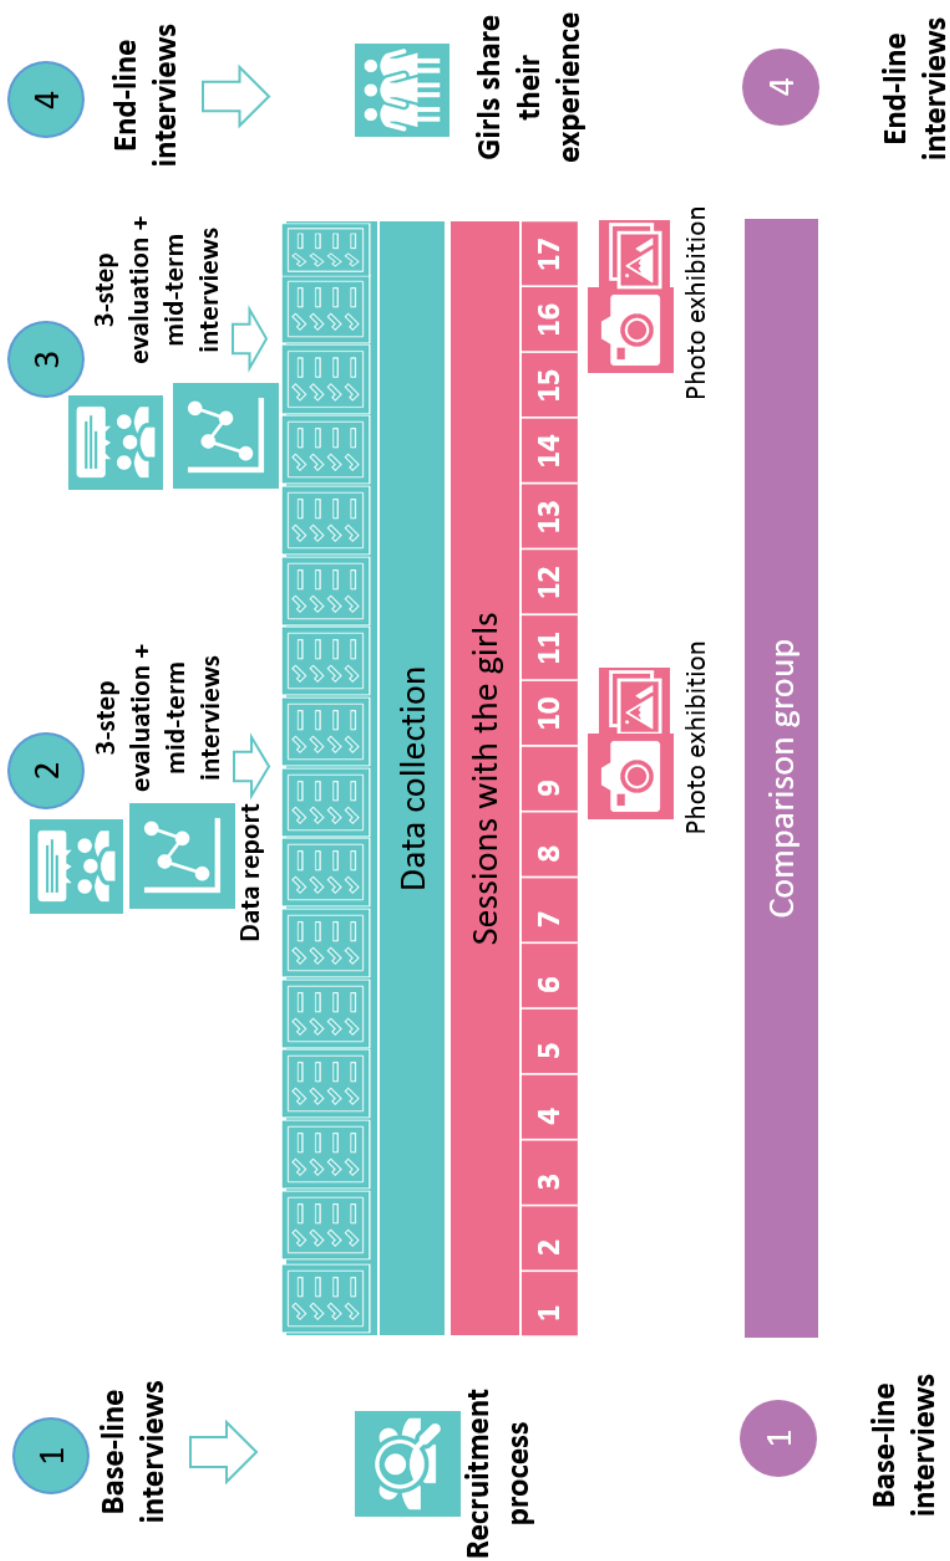 1
Base-line
interviews
2
3-step
evaluation +
mid-term
interviews
Data report
3
3-step
evaluation +
mid-term
interviews
4
End-line
interviews
Recruitment
process
Data collection
Sessions with the girls
1 2 3 4 5 6 7 8 9 10 11 12 13 14 15 16 17
Girls share
their
experience
Photo exhibition
Photo exhibition
1
Base-line
interviews
Comparison group
4
End-line
interviews